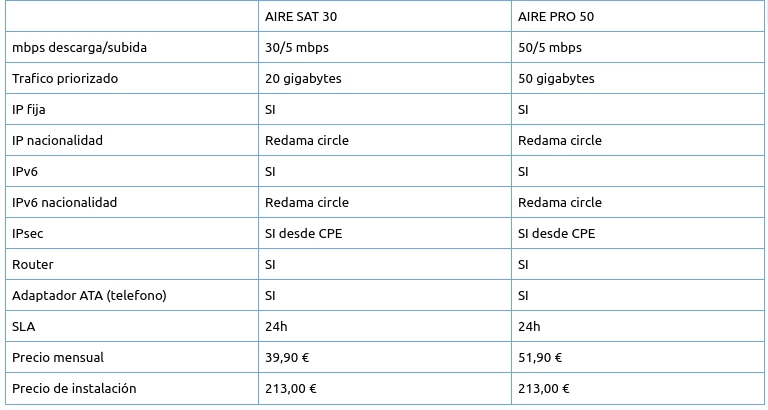 AIRE SAT 30 AIRE PRO 50
mbps descarga/subida 30/5 mbps 50/5 mbps
Trafico priorizado 20 gigabytes 50 gigabytes
IP fija SI SI
IP nacionalidad Redama circle Redama circle
IPv6 SI SI
IPv6 nacionalidad Redama circle Redama circle
IPsec SI desde CPE SI desde CPE
Router SI SI
Adaptador ATA (telefono) SI SI
SLA 24h 24h
Precio mensual 39,90 € 51,90 €
Precio de instalación 213,00 € 213,00 €